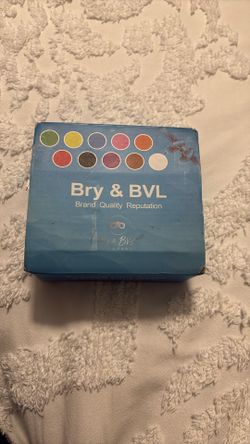 Bry & BVL
Brand Quality Reputation